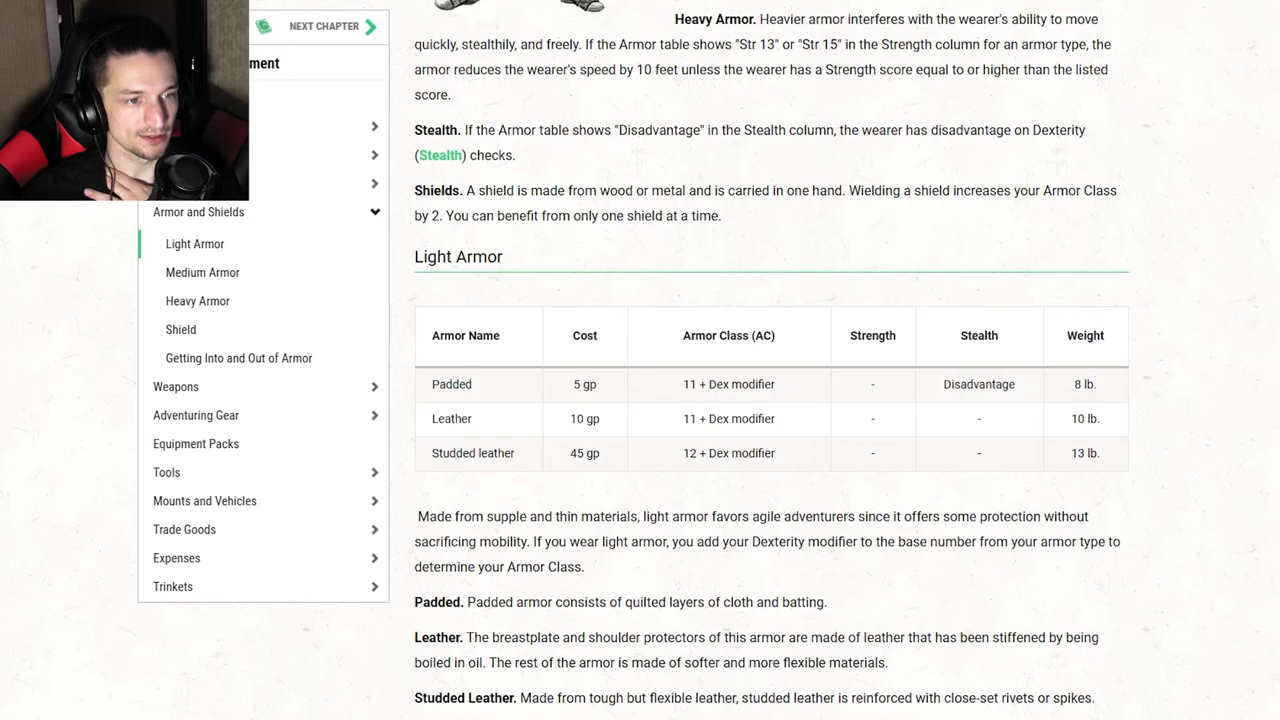 NEXT CHAPTER
ment
Armor and Shields
Light Armor
Medium Armor
Heavy Armor
Shield
Getting Into and Out of Armor
Weapons
Adventuring Gear
Equipment Packs
Tools
Mounts and Vehicles
Trade Goods
Expenses
Trinkets
Heavy Armor. Heavier armor interferes with the wearer's ability to move
quickly, stealthily, and freely. If the Armor table shows "Str 13" or "Str 15" in the Strength column for an armor type, the
armor reduces the wearer's speed by 10 feet unless the wearer has a Strength score equal to or higher than the listed
score.
Stealth. If the Armor table shows "Disadvantage" in the Stealth column, the wearer has disadvantage on Dexterity
(Stealth) checks.
Shields. A shield is made from wood or metal and is carried in one hand. Wielding a shield increases your Armor Class
by 2. You can benefit from only one shield at a time.
Light Armor
Armor Name Cost Armor Class (AC) Strength Stealth Weight
Padded 5 gp 11 + Dex modifier - Disadvantage 8 lb.
Leather 10 gp 11 + Dex modifier - - 10 lb.
Studded leather 45 gp 12 + Dex modifier - - 13 lb.
Made from supple and thin materials, light armor favors agile adventurers since it offers some protection without
sacrificing mobility. If you wear light armor, you add your Dexterity modifier to the base number from your armor type to
determine your Armor Class.
Padded. Padded armor consists of quilted layers of cloth and batting.
Leather. The breastplate and shoulder protectors of this armor are made of leather that has been stiffened by being
boiled in oil. The rest of the armor is made of softer and more flexible materials.
Studded Leather. Made from tough but flexible leather, studded leather is reinforced with close-set rivets or spikes.